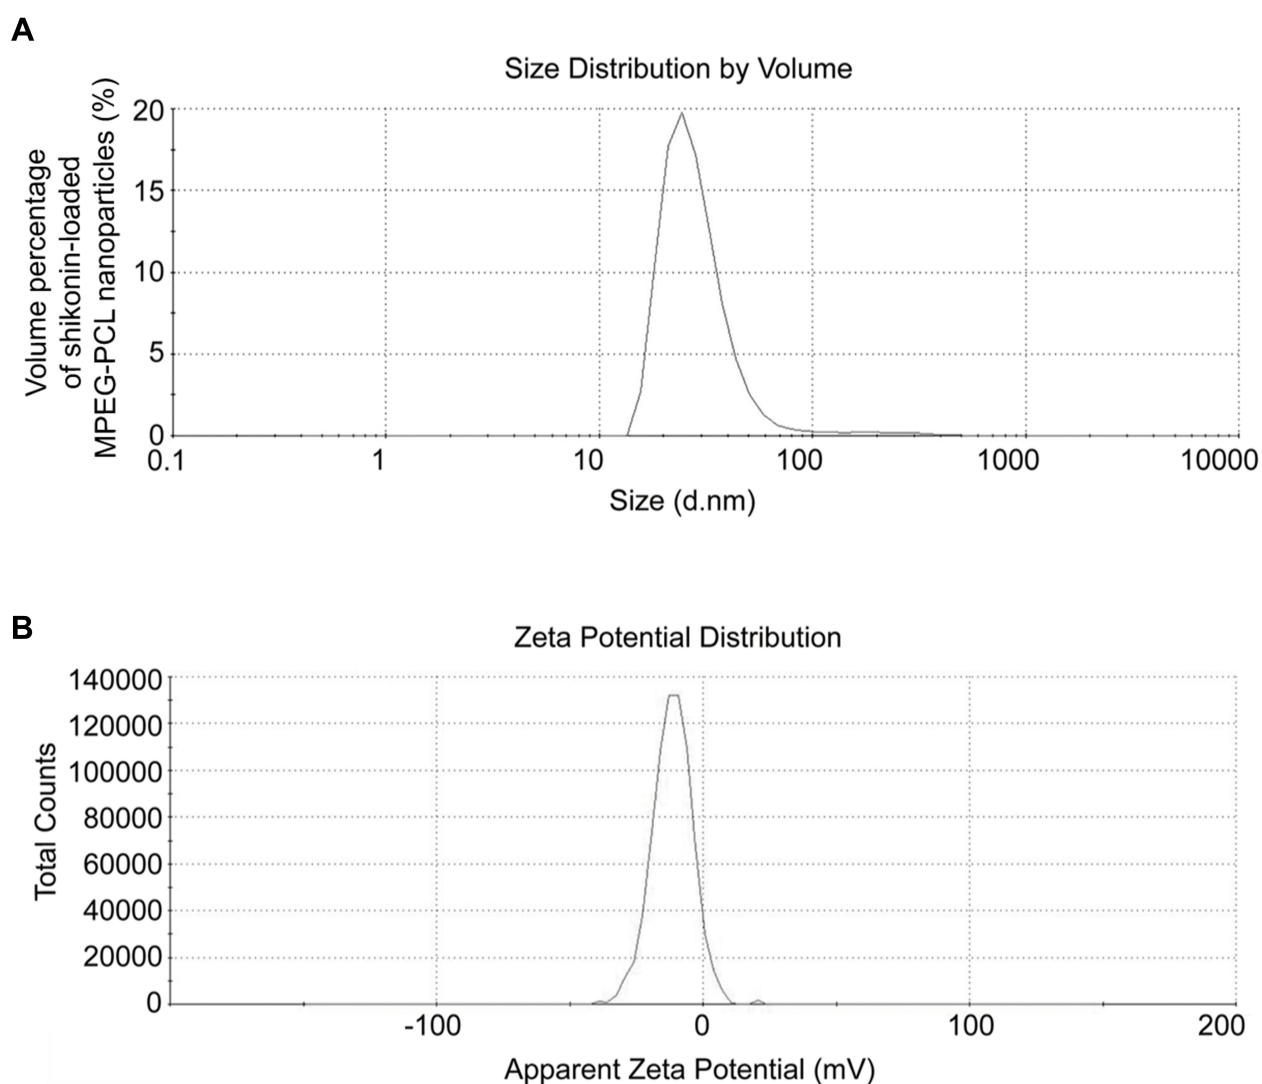 A
Size Distribution by Volume
Volume percentage
of shikonin-loaded
MPEG-PCL nanoparticles (%)
20
15
10
5
0
0.1 1 10 100 1000 10000
Size (d.nm)
B
Zeta Potential Distribution
Total Counts
140000
120000
100000
80000
60000
40000
20000
0
-100 0 100 200
Apparent Zeta Potential (mV)